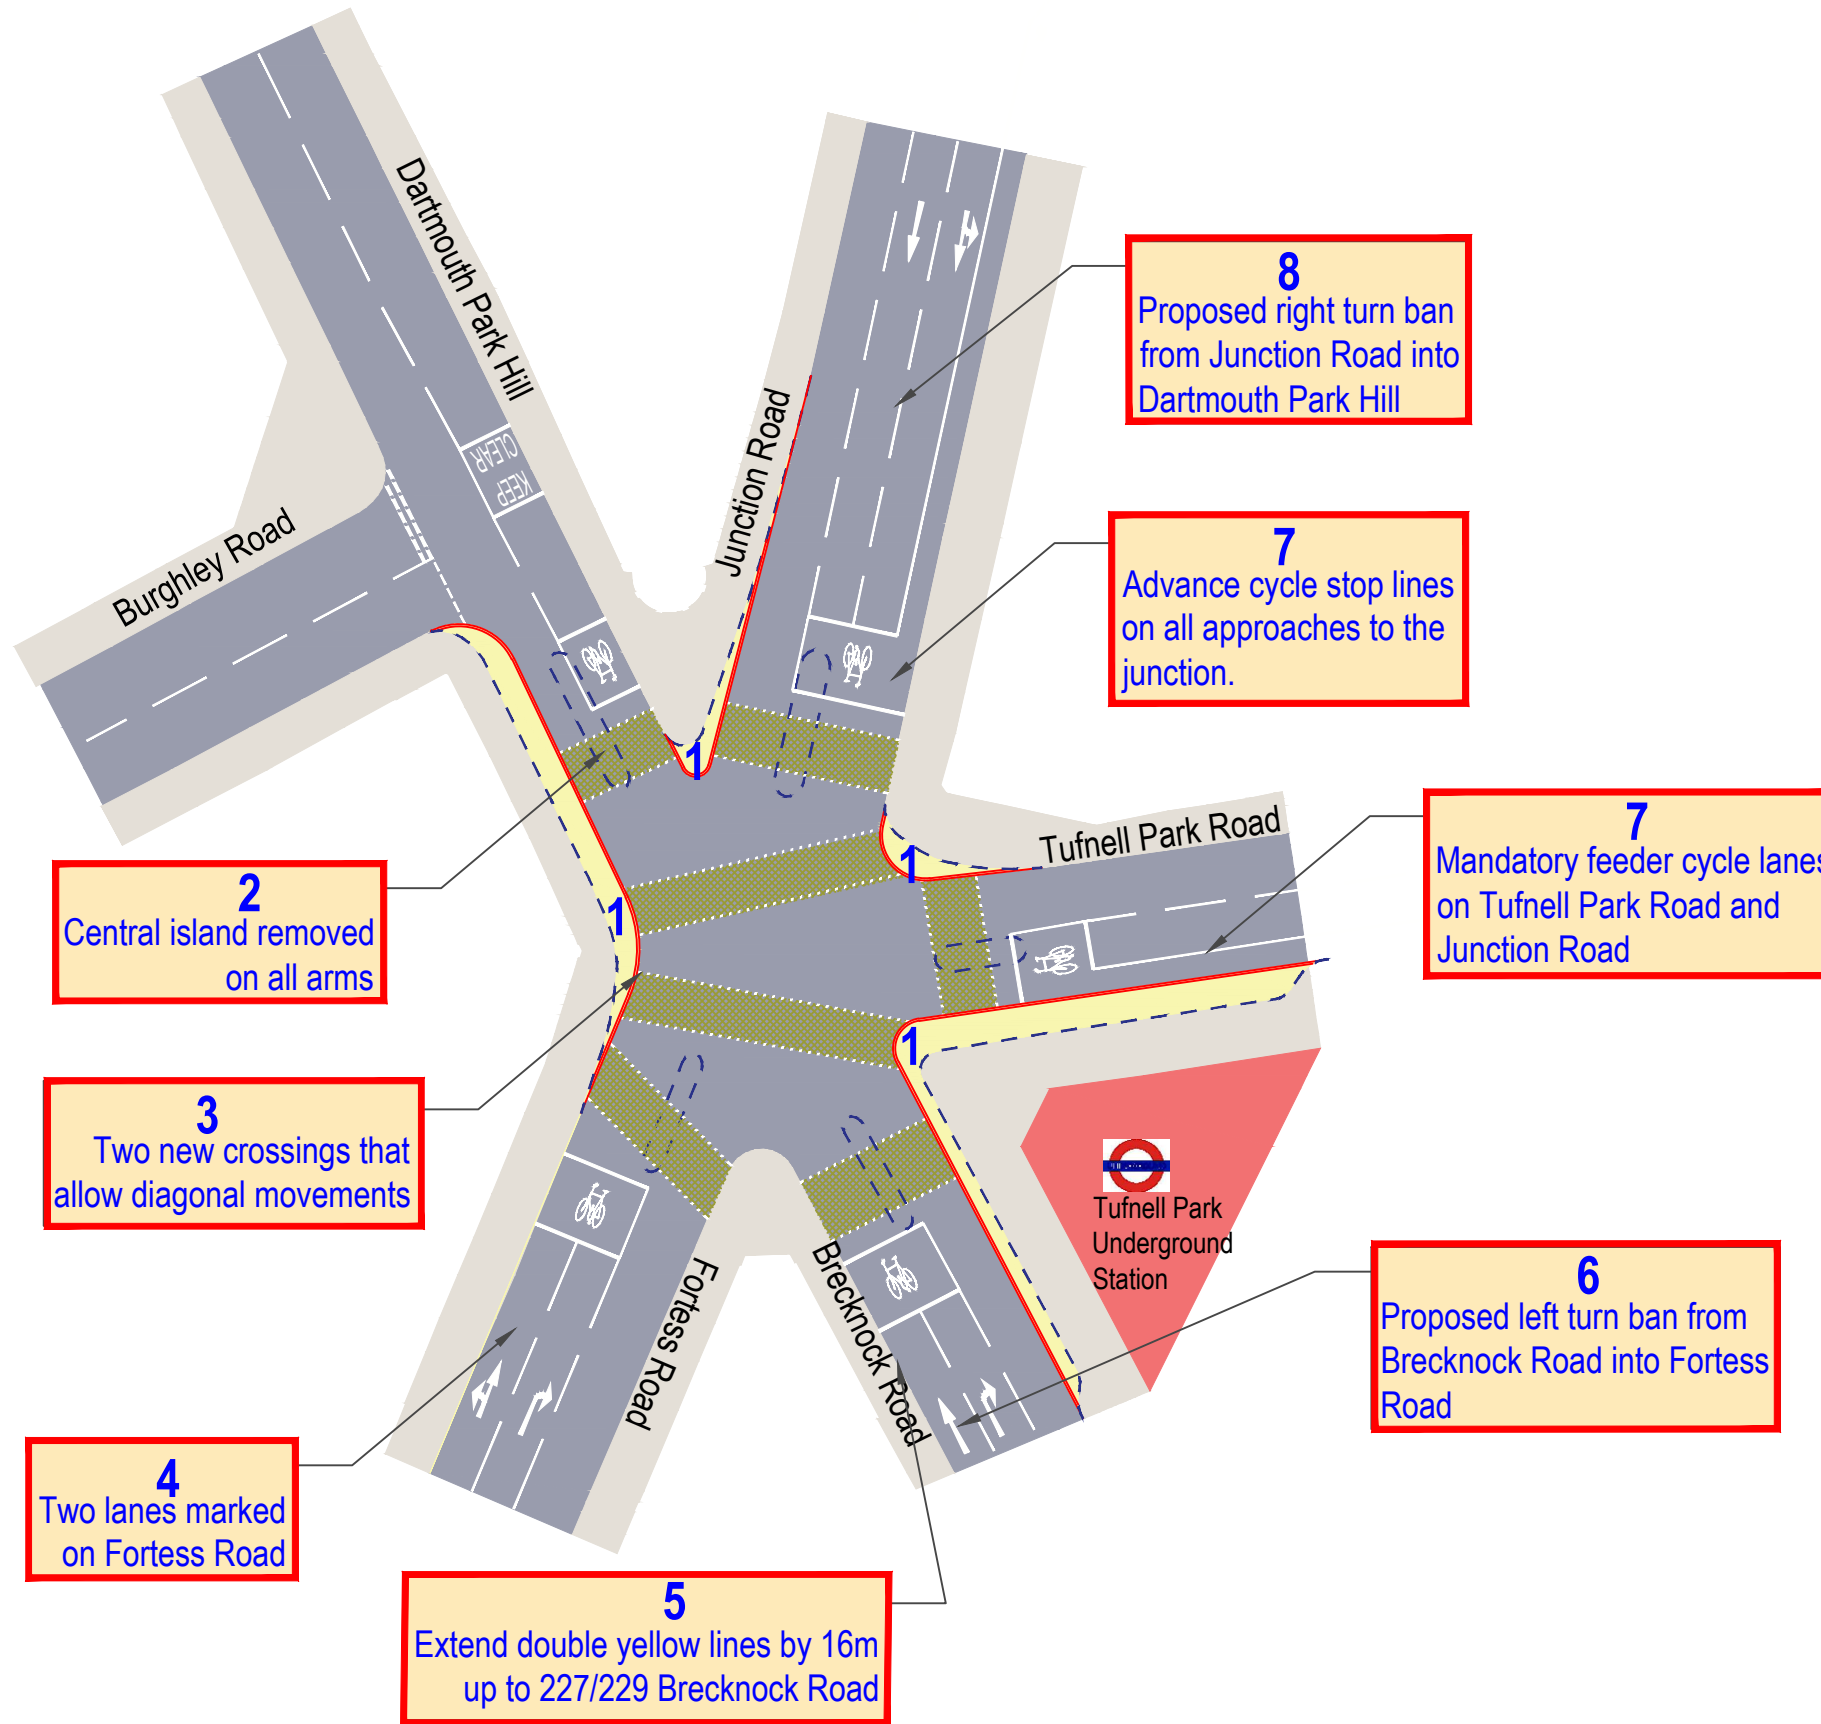 Dartmouth Park Hill
Junction Road
Burghley Road
KEEP
CLEAR
8
Proposed right turn ban
from Junction Road into
Dartmouth Park Hill
7
Advance cycle stop lines
on all approaches to the
junction.
Tufnell Park Road
7
Mandatory feeder cycle lanes
on Tufnell Park Road and
Junction Road
1
1
1
1
2
Central island removed
on all arms
3
Two new crossings that
allow diagonal movements
Tufnell Park
Underground
Station
Fortess Road
Brecknock Road
6
Proposed left turn ban from
Brecknock Road into Fortess
Road
4
Two lanes marked
on Fortess Road
5
Extend double yellow lines by 16m
up to 227/229 Brecknock Road